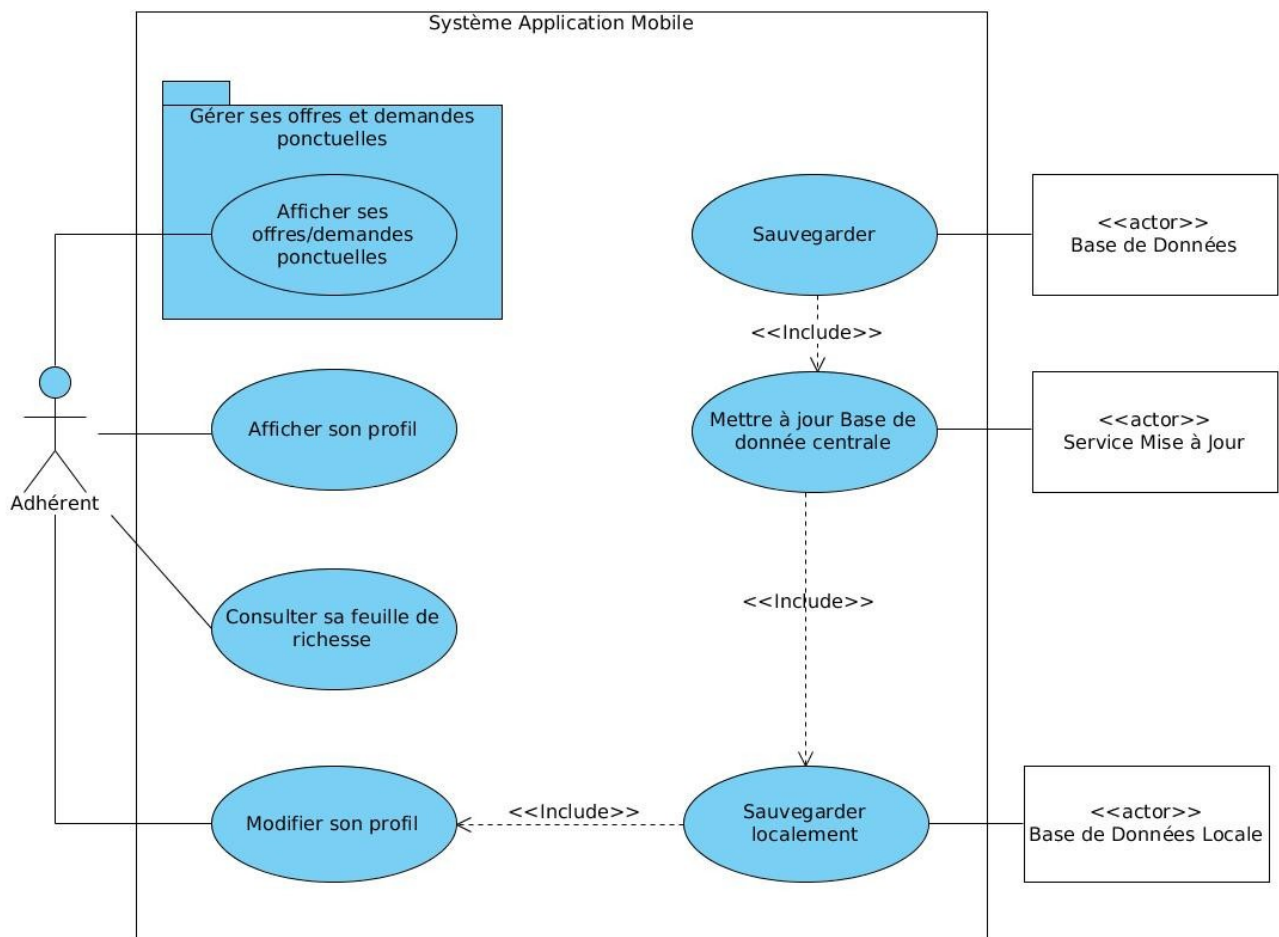 Système Application Mobile
Gérer ses offres et demandes
ponctuelles
Afficher ses
offres/demandes
ponctuelles
Sauvegarder
<<actor>>
Base de Données
<<Include>>
Afficher son profil
Mettre à jour Base de
donnée centrale
<<actor>>
Service Mise à Jour
Adhérent
<<Include>>
Consulter sa feuille de
richesse
Modifier son profil
<<Include>>
Sauvegarder
localement
<<actor>>
Base de Données Locale